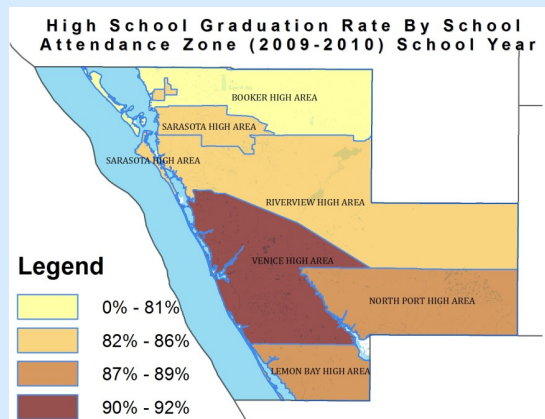 High School Graduation Rate By School
Attendance Zone (2009-2010) School Year
BOOKER HIGH AREA
SARASOTA HIGH AREA
SARASOTA HIGH AREA
RIVERVIEW HIGH AREA
VENICE HIGH AREA
NORTH PORT HIGH AREA
LEMON BAY HIGH AREA
Legend
0% - 81%
82% - 86%
87% - 89%
90% - 92%